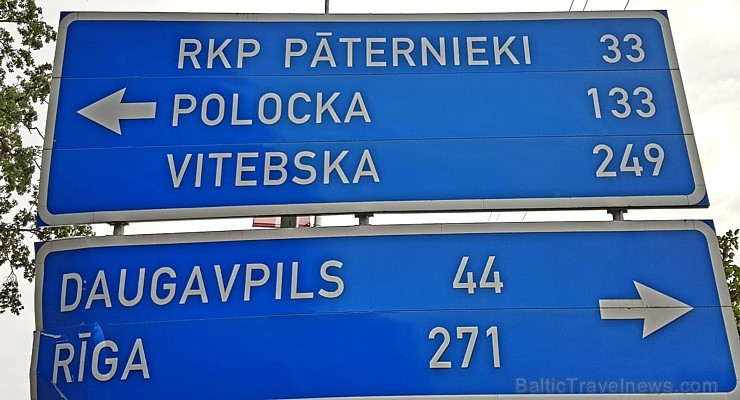 RKP PĀTERNIEKI 33
POLOCKA 133
VITEBSKA 249
DAUGAVPILS 44
RĪGA 271
BalticTravelnews.com